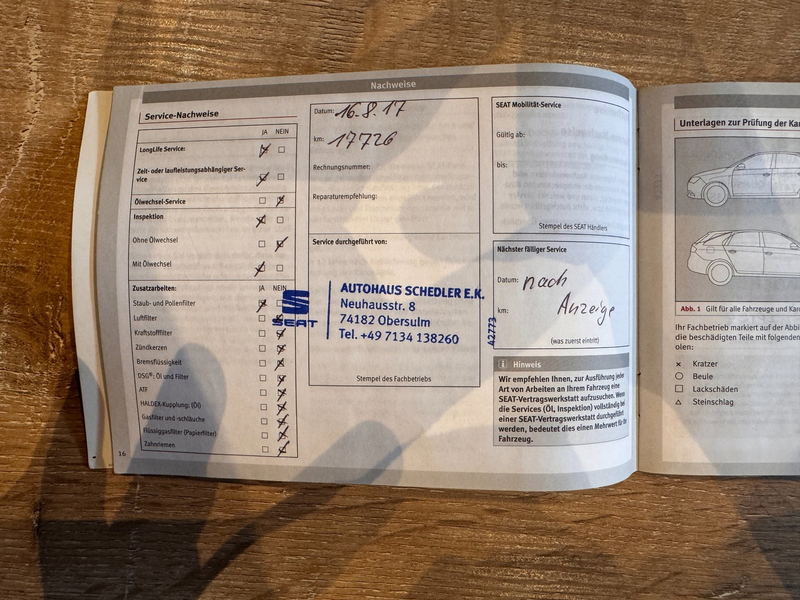 Nachweise
Service-Nachweise
JA NEIN
LongLife Service:
Zeit- oder laufleistungsabhängiger Ser-
vice
Ölwechsel-Service
Inspektion
Ohne Ölwechsel
Mit Ölwechsel
Zusatzarbeiten: JA NEIN
Staub- und Pollenfilter
Luftfilter
Kraftstofffilter
Zündkerzen
Bremsflüssigkeit
DSG®: Öl und Filter
ATF
HALDEX-Kupplung: (Öl)
Gasfilter und -schläuche
Flüssiggasfilter (Papierfilter)
Zahnriemen
16
Datum: 16.8.17
km: 17726
Rechnungsnummer:
Reparaturempfehlung:
Service durchgeführt von:
SEAT
AUTOHAUS SCHEDLER E.K.
Neuhausstr. 8
74182 Obersulm
Tel. +49 7134 138260
42773
Stempel des Fachbetriebs
SEAT Mobilität-Service
Gültig ab:
bis:
Stempel des SEAT Händlers
Nächster fälliger Service
Datum: nach
km: Anzeige
(was zuerst eintritt)
i Hinweis
Wir empfehlen Ihnen, zur Ausführung jeder
Art von Arbeiten an Ihrem Fahrzeug eine
SEAT-Vertragswerkstatt aufzusuchen. Wenn
die Services (Öl, Inspektion) vollständig bei
einer SEAT-Vertragswerkstatt durchgeführt
werden, bedeutet dies einen Mehrwert für Ihr
Fahrzeug.
Unterlagen zur Prüfung der
Abb. 1 Gilt für alle Fahrzeuge und
Ihr Fachbetrieb markiert auf der
die beschädigten Teile mit folgenden
olen:
× Kratzer
○ Beule
□ Lackschäden
△ Steinschlag